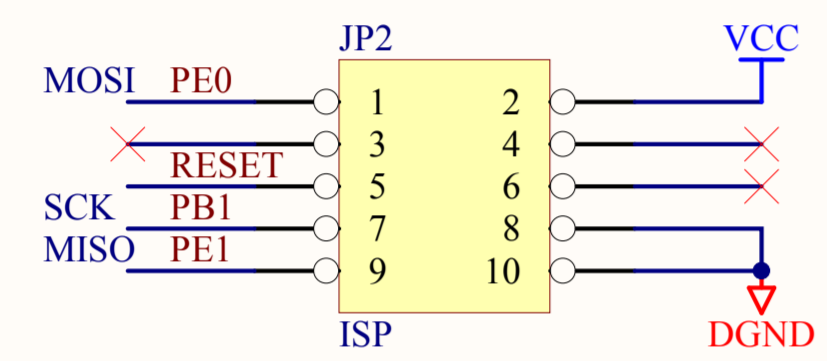 JP2
VCC
MOSI PE0 1 2
3 4
RESET 5 6
SCK PB1 7 8
MISO PE1 9 10
ISP
DGND